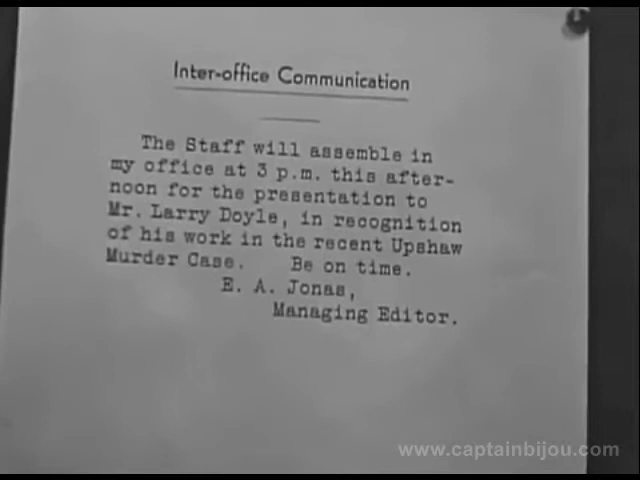 Inter-office Communication
The Staff will assemble in
my office at 3 p.m. this after-
noon for the presentation to
Mr. Larry Doyle, in recognition
of his work in the recent Upshaw
Murder Case. Be on time.
E. A. Jonas,
Managing Editor.
www.captainbijou.com